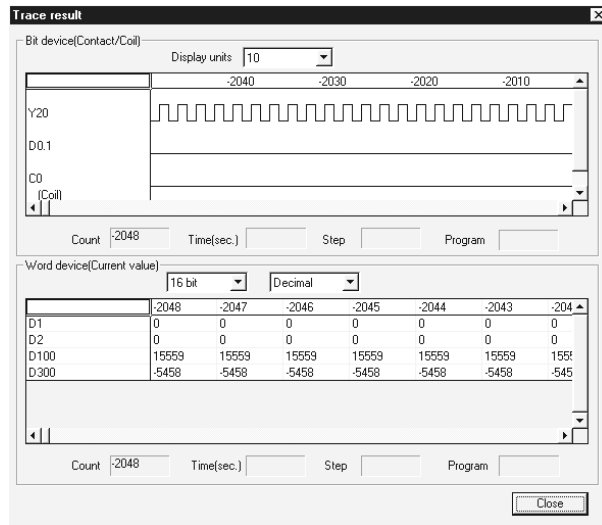 Trace result
Bit device(Contact/Coil)
Display units 10
-2040 -2030 -2020 -2010
Y20
D0.1
C0
(Coil)
Count -2048 Time(sec.) Step Program
Word device(Current value)
16 bit Decimal
-2048 -2047 -2046 -2045 -2044 -2043 -204
D1 0 0 0 0 0 0 0
D2 0 0 0 0 0 0 0
D100 15559 15559 15559 15559 15559 15559 1555
D300 -5458 -5458 -5458 -5458 -5458 -5458 -545
Count -2048 Time(sec.) Step Program
Close